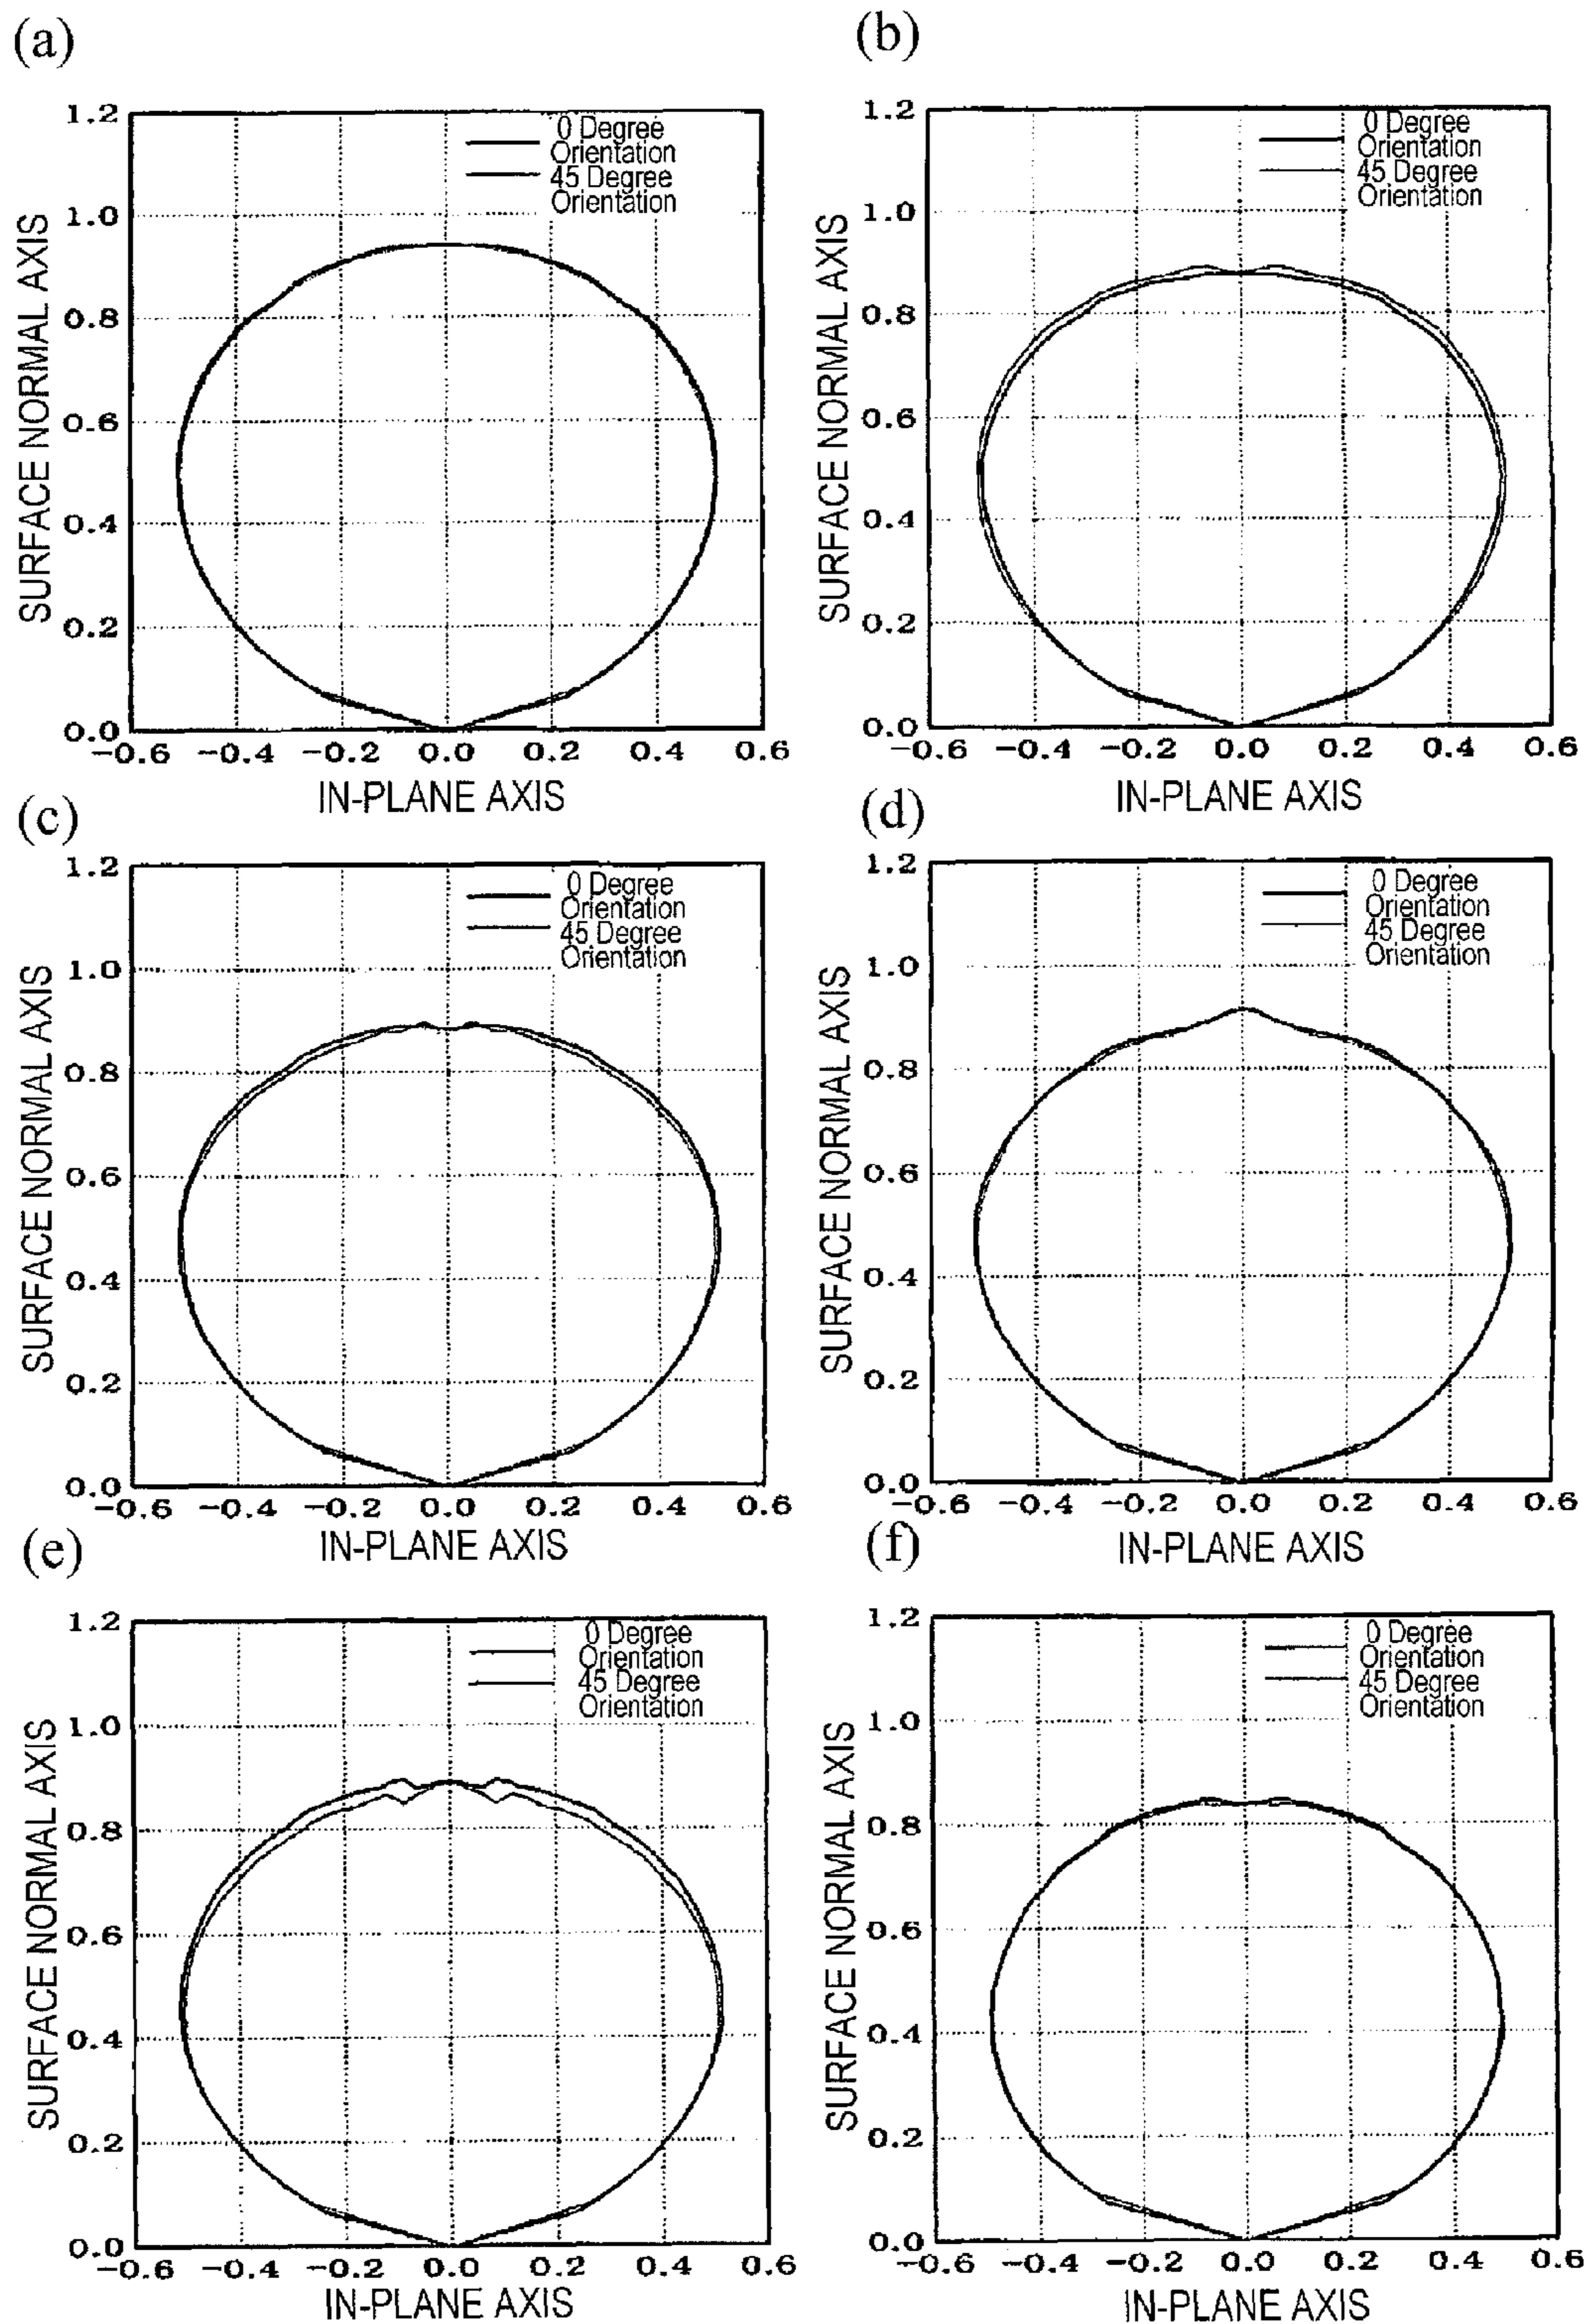 (a)
1.2
1.0
0.8
0.6
0.4
0.2
0.0
SURFACE NORMAL AXIS
0 Degree
Orientation
45 Degree
Orientation
-0.6 -0.4 -0.2 0.0 0.2 0.4 0.6
IN-PLANE AXIS
(b)
1.2
1.0
0.8
0.6
0.4
0.2
0.0
SURFACE NORMAL AXIS
0 Degree
Orientation
45 Degree
Orientation
-0.6 -0.4 -0.2 0.0 0.2 0.4 0.6
IN-PLANE AXIS
(c)
1.2
1.0
0.8
0.6
0.4
0.2
0.0
SURFACE NORMAL AXIS
0 Degree
Orientation
45 Degree
Orientation
-0.6 -0.4 -0.2 0.0 0.2 0.4 0.6
IN-PLANE AXIS
(d)
1.2
1.0
0.8
0.6
0.4
0.2
0.0
SURFACE NORMAL AXIS
0 Degree
Orientation
45 Degree
Orientation
-0.6 -0.4 -0.2 0.0 0.2 0.4 0.6
IN-PLANE AXIS
(e)
1.2
1.0
0.8
0.6
0.4
0.2
0.0
SURFACE NORMAL AXIS
0 Degree
Orientation
45 Degree
Orientation
-0.6 -0.4 -0.2 0.0 0.2 0.4 0.6
IN-PLANE AXIS
(f)
1.2
1.0
0.8
0.6
0.4
0.2
0.0
SURFACE NORMAL AXIS
0 Degree
Orientation
45 Degree
Orientation
-0.6 -0.4 -0.2 0.0 0.2 0.4 0.6
IN-PLANE AXIS